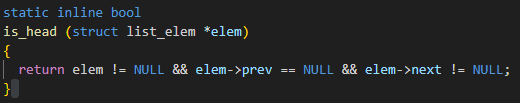 static inline bool
is_head (struct list_elem *elem)
{
  return elem != NULL && elem->prev == NULL && elem->next != NULL;
}